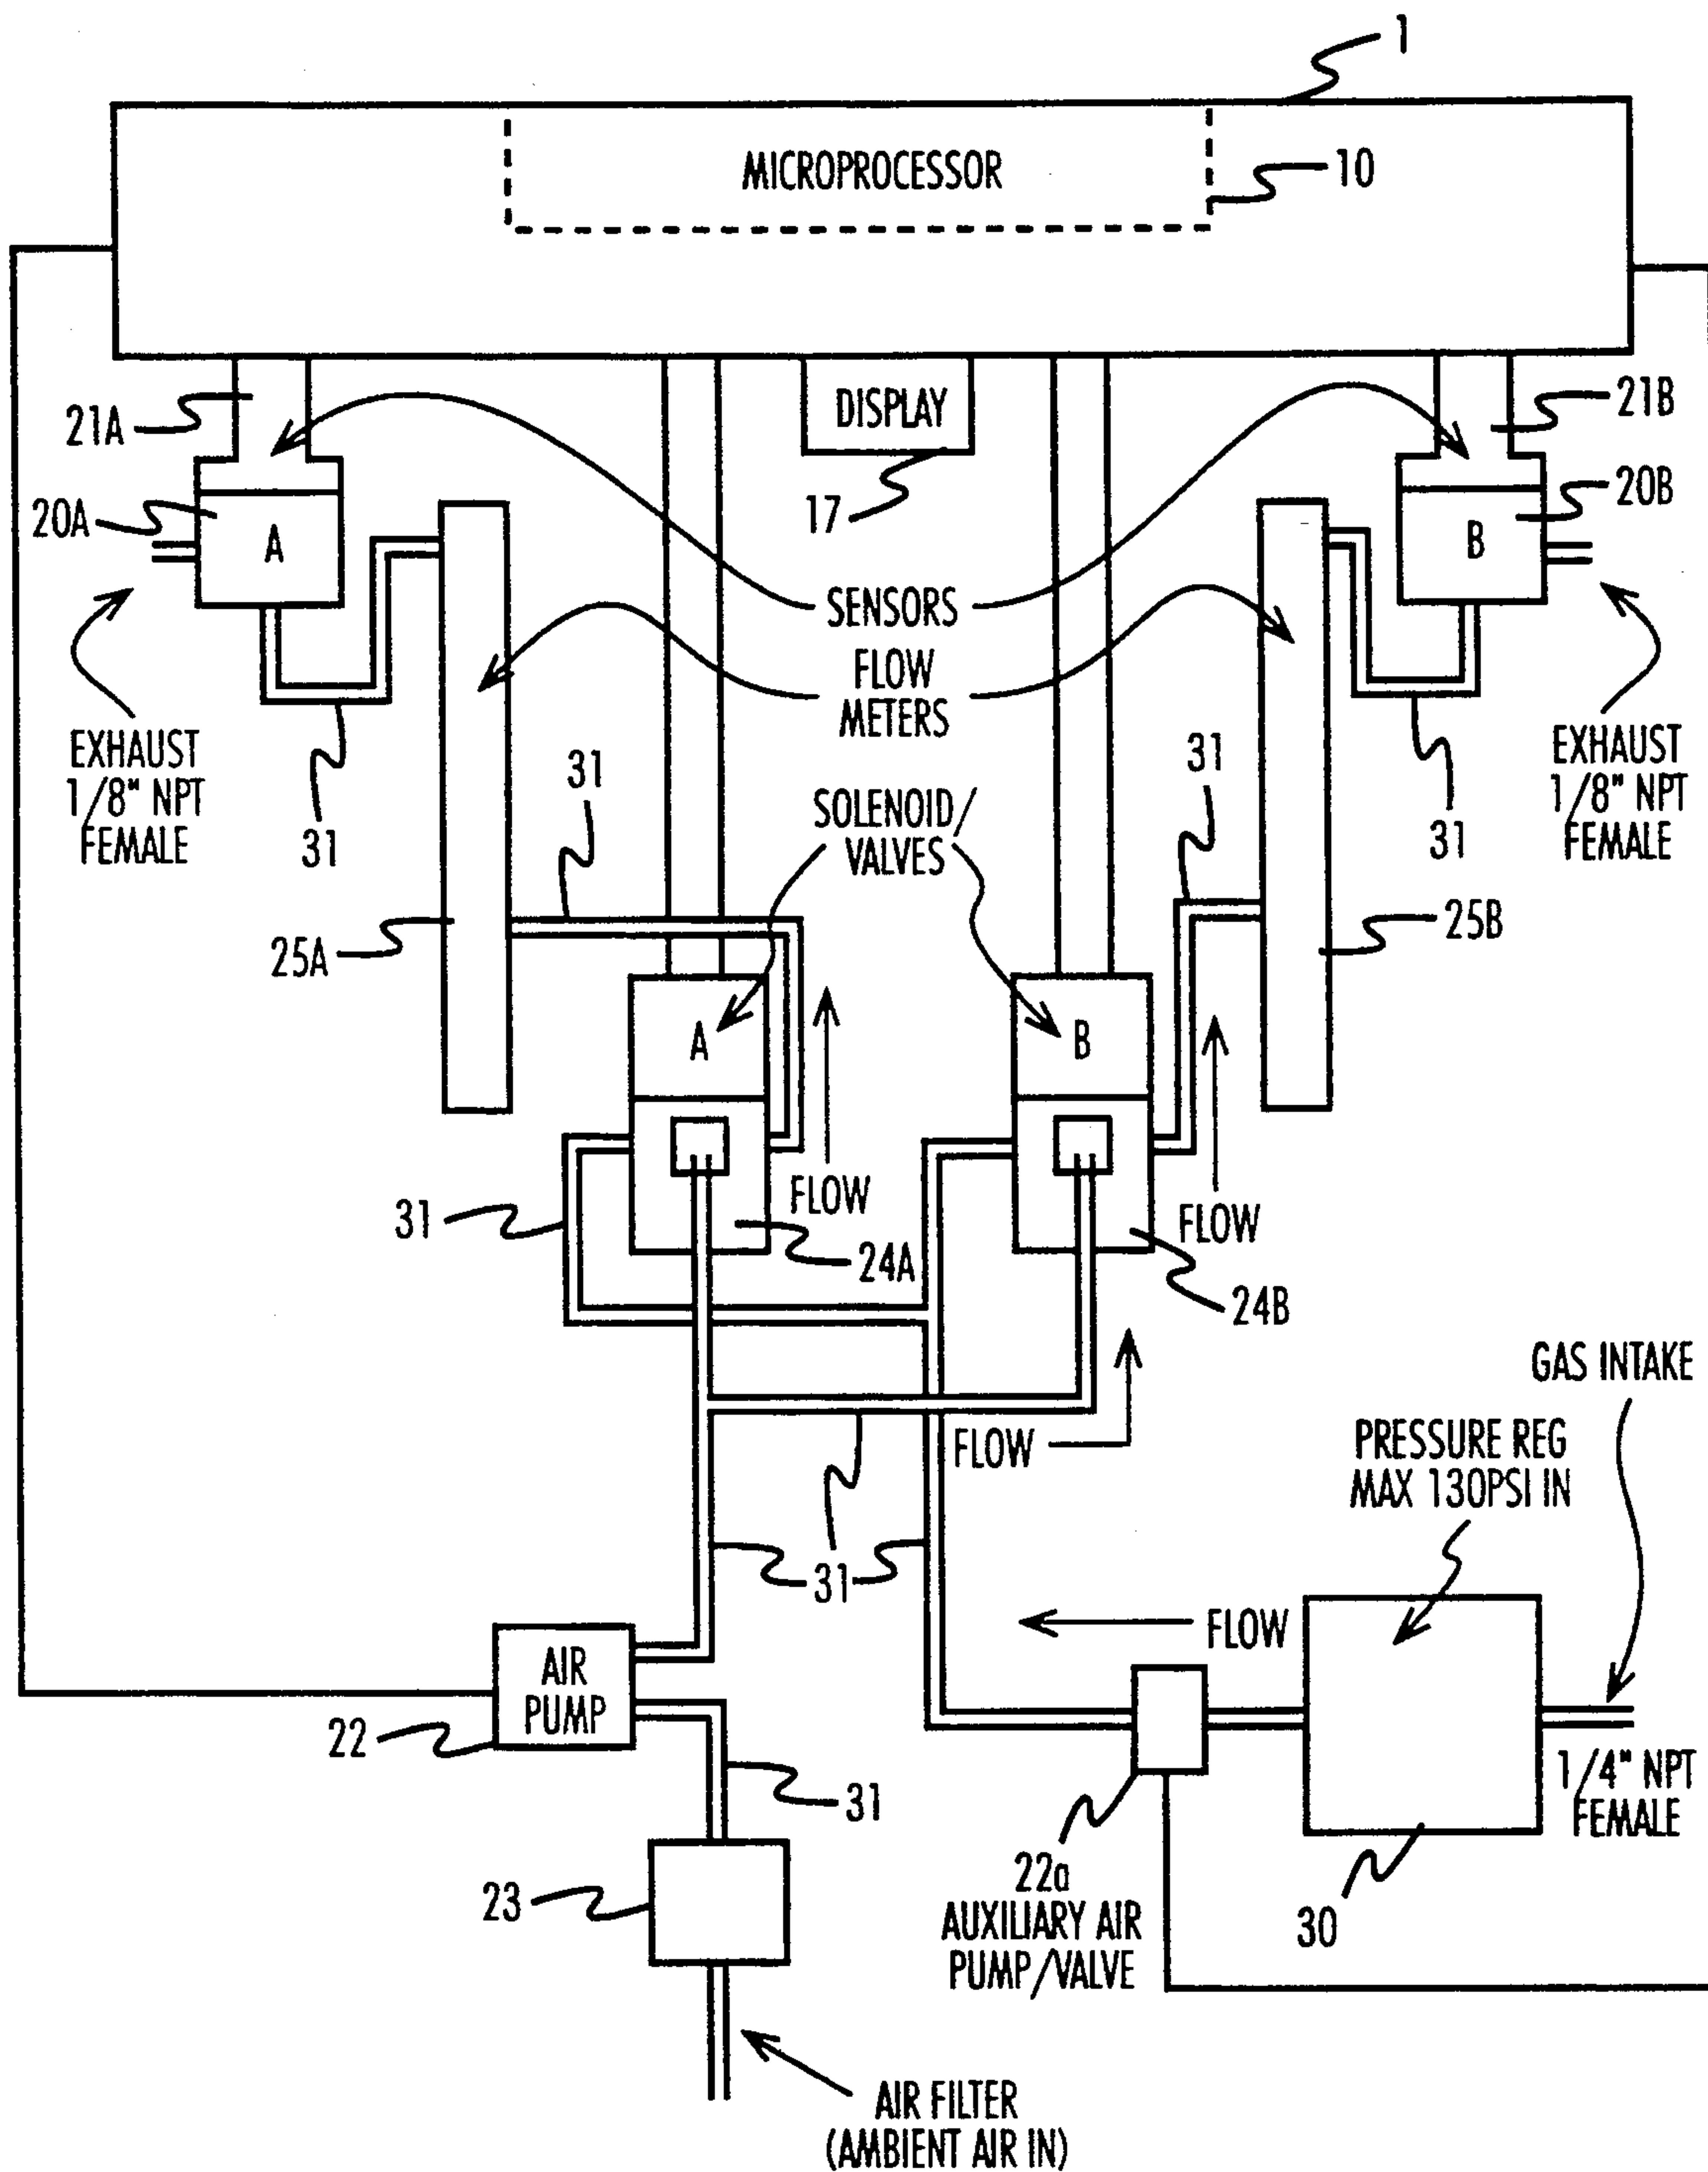 1
MICROPROCESSOR
10
21A
DISPLAY
21B
20A
17
20B
A
B
SENSORS
FLOW
METERS
EXHAUST
1/8" NPT
FEMALE
31
31
SOLENOID/
VALVES
31
31
EXHAUST
1/8" NPT
FEMALE
25A
25B
A
B
31
FLOW
FLOW
24A
24B
GAS INTAKE
FLOW
PRESSURE REG
MAX 130PSI IN
31
FLOW
AIR
PUMP
22
31
1/4" NPT
FEMALE
23
22a
AUXILIARY AIR
PUMP/VALVE
30
AIR FILTER
(AMBIENT AIR IN)